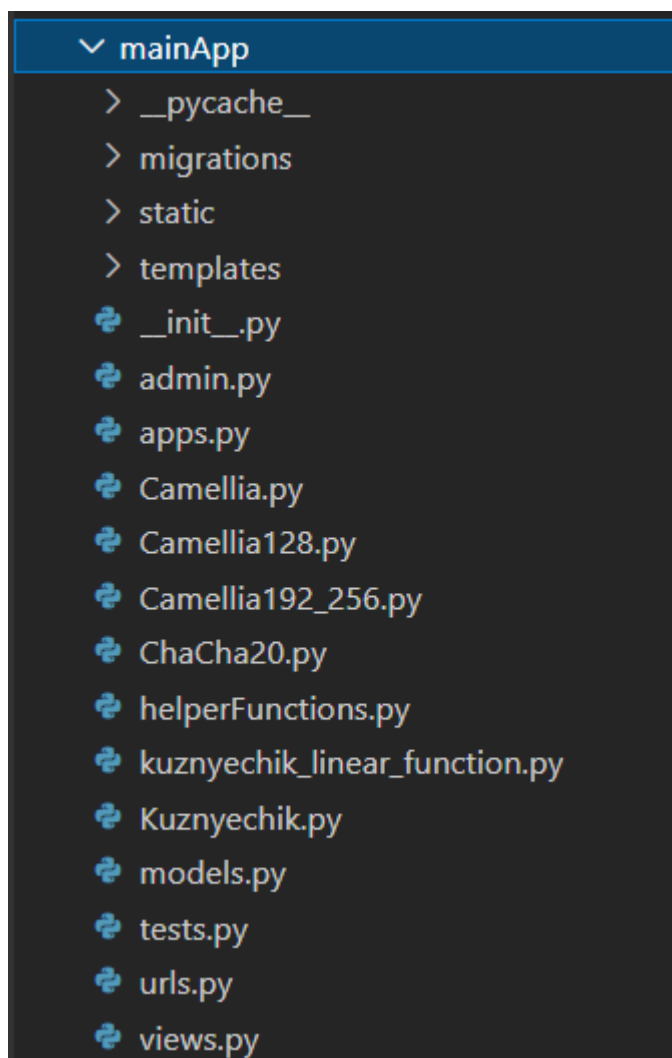 mainApp
__pycache__
migrations
static
templates
__init__.py
admin.py
apps.py
Camellia.py
Camellia128.py
Camellia192_256.py
ChaCha20.py
helperFunctions.py
kuznyechik_linear_function.py
Kuznyechik.py
models.py
tests.py
urls.py
views.py